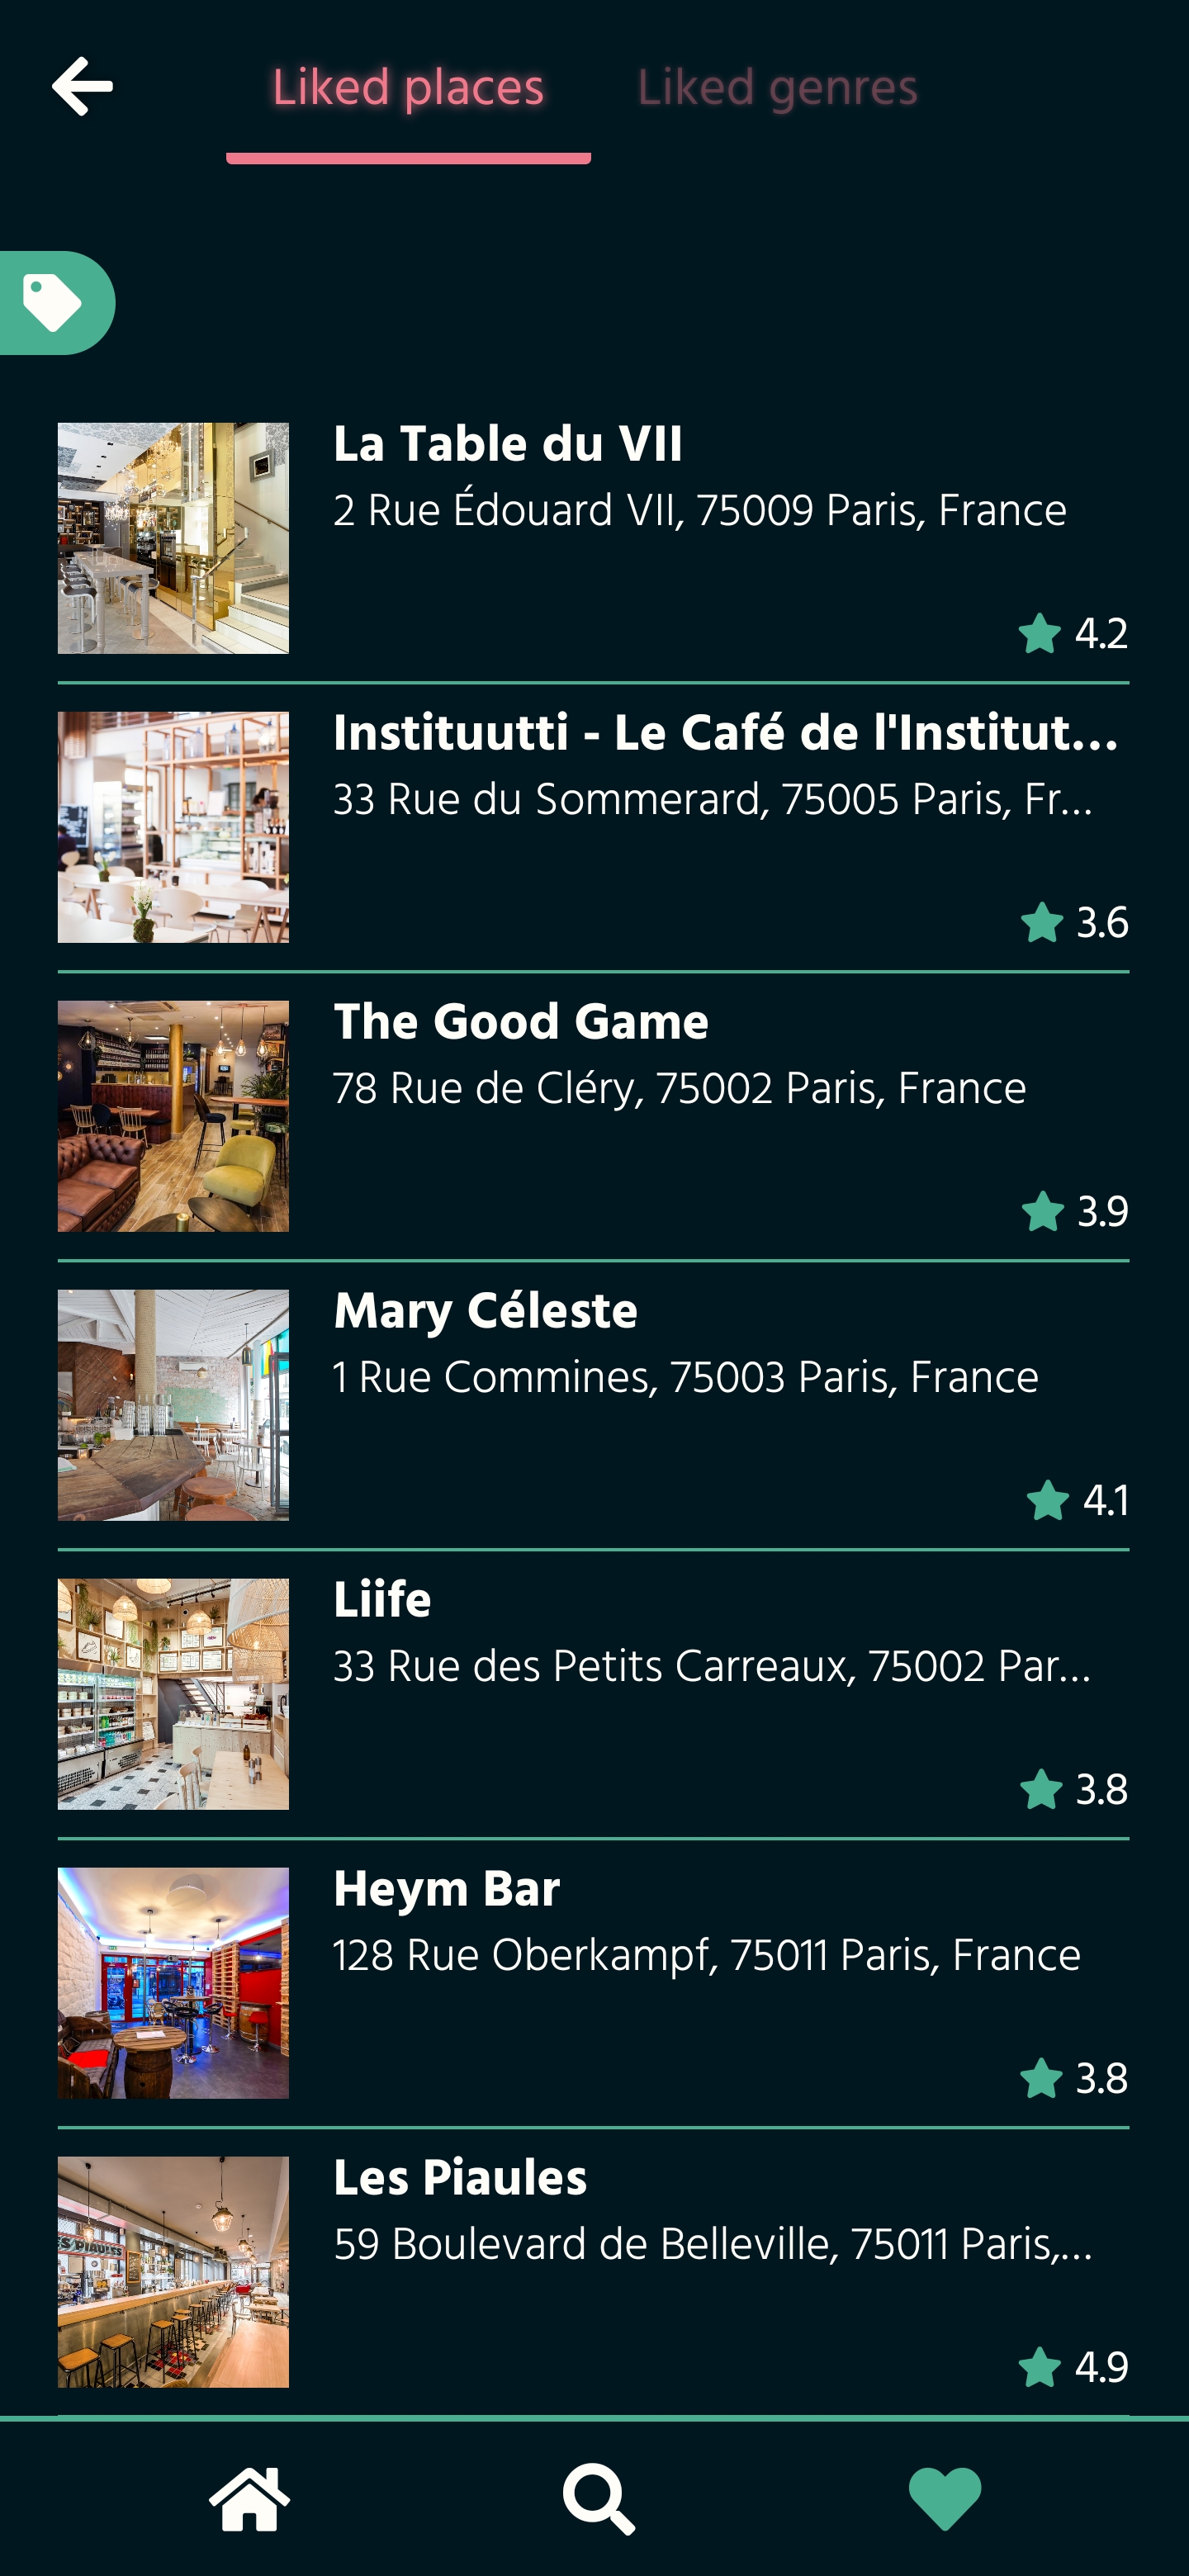 Liked places
Liked genres
La Table du VII
2 Rue Édouard VII, 75009 Paris, France
4.2
Instituutti - Le Café de l'Institut...
33 Rue du Sommerard, 75005 Paris, Fr...
3.6
The Good Game
78 Rue de Cléry, 75002 Paris, France
3.9
Mary Céleste
1 Rue Commines, 75003 Paris, France
4.1
Liife
33 Rue des Petits Carreaux, 75002 Par...
3.8
Heym Bar
128 Rue Oberkampf, 75011 Paris, France
3.8
Les Piaules
59 Boulevard de Belleville, 75011 Paris,...
ES PIAULES
4.9